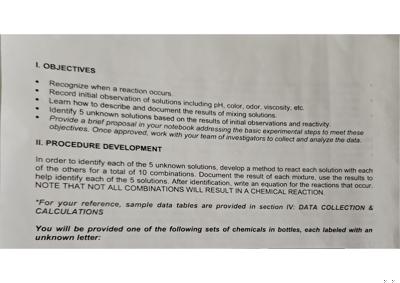 I. OBJECTIVES
• Recognize when a reaction occurs.
• Record initial observation of solutions including pH, color, odor, viscosity, etc.
• Learn how to describe and document the results of mixing solutions.
• Identify 5 unknown solutions based on the results of initial observations and reactivity.
• Provide a brief proposal in your notebook addressing the basic experimental steps to meet these
objectives. Once approved, work with your team of investigators to collect and analyze the data.
II. PROCEDURE DEVELOPMENT
In order to identify each of the 5 unknown solutions, develop a method to react each solution with each
of the others for a total of 10 combinations. Document the result of each mixture, use the results to
help identify each of the 5 solutions. After identification, write an equation for the reactions that occur.
NOTE THAT NOT ALL COMBINATIONS WILL RESULT IN A CHEMICAL REACTION
*For your reference, sample data tables are provided in section IV: DATA COLLECTION &
CALCULATIONS
You will be provided one of the following sets of chemicals in bottles, each labeled with an
unknown letter: